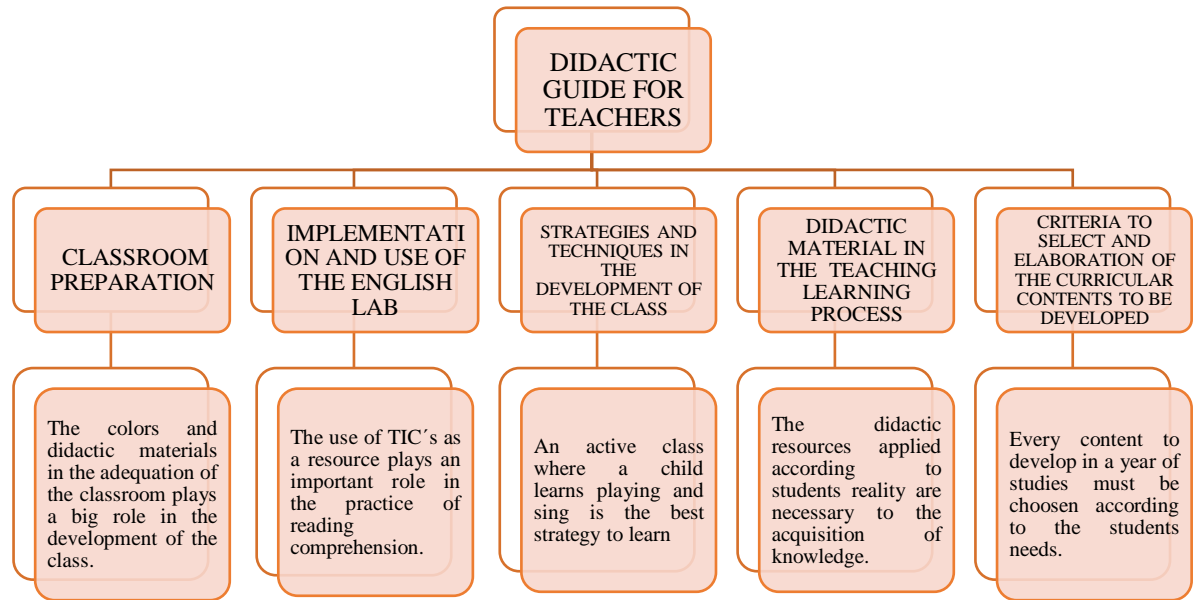 DIDACTIC
GUIDE FOR
TEACHERS
CLASSROOM
PREPARATION
IMPLEMENTATI
ON AND USE OF
THE ENGLISH
LAB
STRATEGIES AND
TECHNIQUES IN
THE
DEVELOPMENT OF
THE CLASS
DIDACTIC
MATERIAL IN
THE TEACHING
LEARNING
PROCESS
CRITERIA TO
SELECT AND
ELABORATION OF
THE CURRICULAR
CONTENTS TO BE
DEVELOPED
The colors and
didactic materials
in the adequation of
the classroom plays
a big role in the
development of the
class.
The use of TIC´s as
a resource plays an
important role in
the practice of
reading
comprehension.
An active class
where a child
learns playing and
sing is the best
strategy to learn
The didactic
resources applied
according to
students reality are
necessary to the
acquisition of
knowledge.
Every content to
develop in a year of
studies must be
choosen according
to the students
needs.